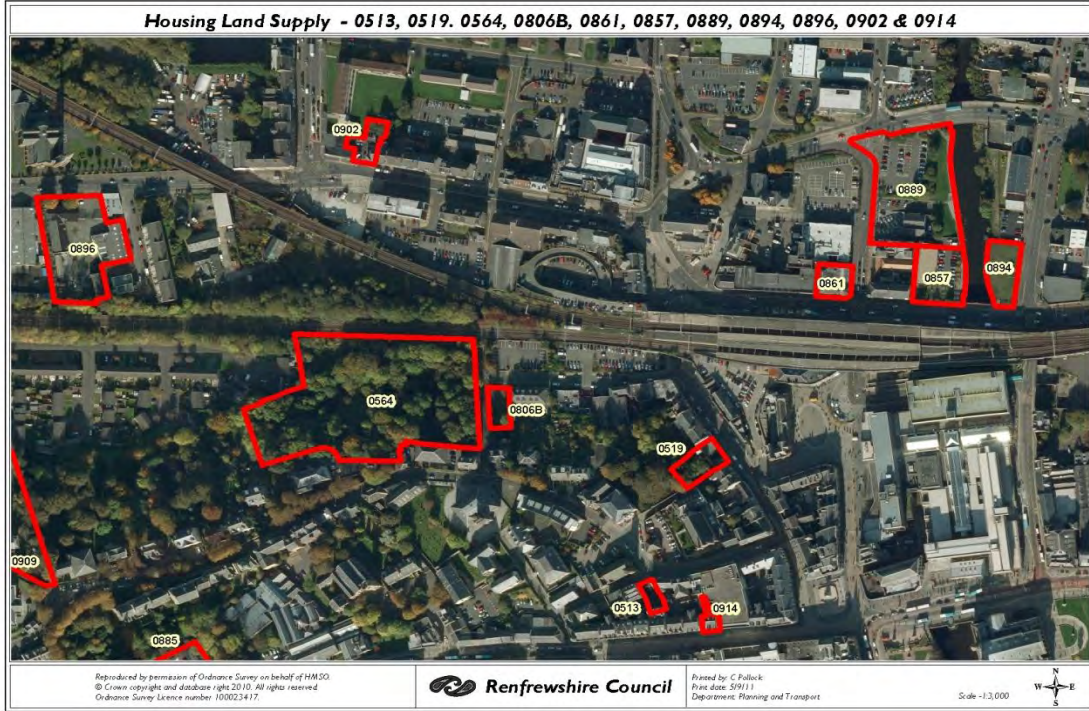 Housing Land Supply - 0513, 0519. 0564, 0806B, 0861, 0857, 0889, 0894, 0896, 0902 & 0914
0902
0889
0896
0894
0861
0857
0564
0806B
0519
0909
0513
0914
0885
Reproduced by permission of Ordnance Survey on behalf of HMSO.
© Crown copyright and database right 2010. All rights reserved.
Ordnance Survey Licence number 100023417.
Renfrewshire Council
Printed by: C Pollock
Print date: 5/9/11
Department: Planning and Transport
Scale -1:3,000
N
W E
S